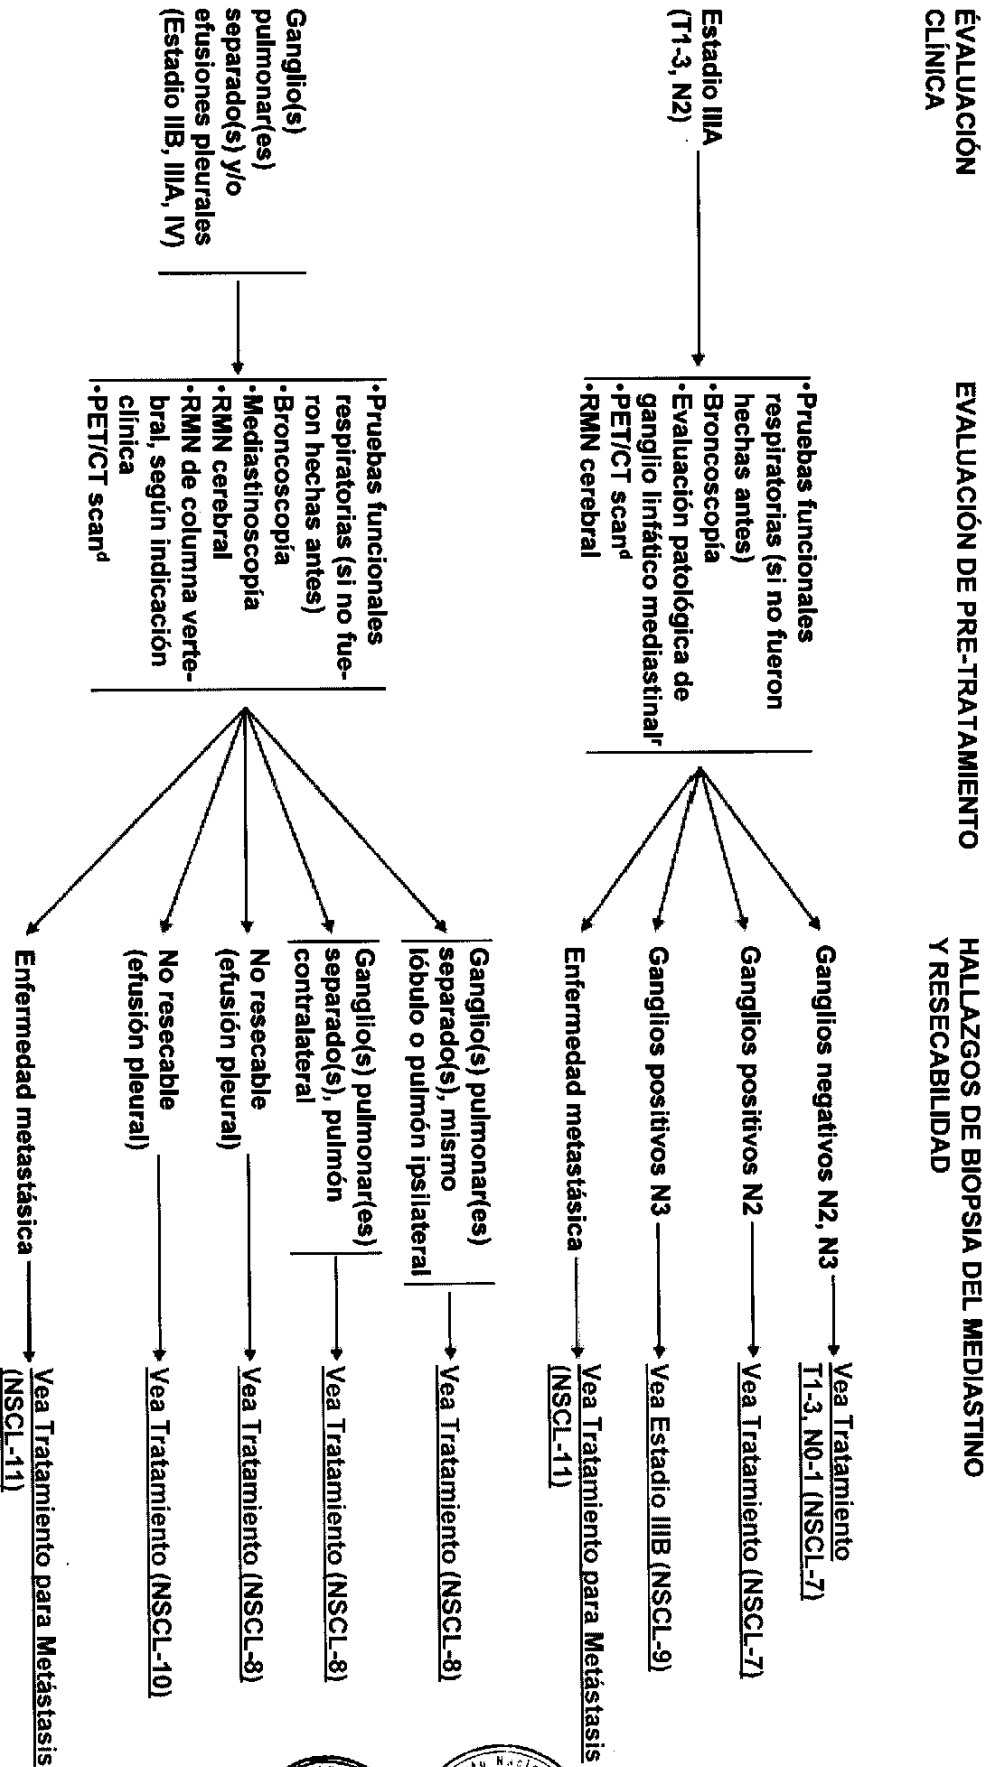 ÉVALUACIÓN
CLÍNICA
EVALUACIÓN DE PRE-TRATAMIENTO
HALLAZGOS DE BIOPSIA DEL MEDIASTINO
Y RESECABILIDAD
Estadio IIIA
(T1-3, N2)
•Pruebas funcionales
respiratorias (si no fueron
hechas antes)
•Broncoscopía
•Evaluación patológica de
ganglio linfático mediastinalr
•PET/CT scand
•RMN cerebral
Ganglios negativos N2, N3
Vea Tratamiento
T1-3, N0-1 (NSCL-7)
Ganglios positivos N2
Vea Tratamiento (NSCL-7)
Ganglios positivos N3
Vea Estadio IIIB (NSCL-9)
Enfermedad metastásica
Vea Tratamiento para Metástasis
(NSCL-11)
Ganglio(s)
pulmonar(es)
separado(s) y/o
efusiones pleurales
(Estadio IIB, IIIA, IV)
•Pruebas funcionales
respiratorias (si no fue-
ron hechas antes)
•Broncoscopía
•Mediastinoscopía
•RMN cerebral
•RMN de columna verte-
bral, según indicación
clínica
•PET/CT scand
Ganglio(s) pulmonar(es)
separado(s), mismo
lóbulo o pulmón ipsilateral
Vea Tratamiento (NSCL-8)
Ganglio(s) pulmonar(es)
separado(s), pulmón
contralateral
Vea Tratamiento (NSCL-8)
No resecable
(efusión pleural)
Vea Tratamiento (NSCL-8)
No resecable
(efusión pleural)
Vea Tratamiento (NSCL-10)
Enfermedad metastásica
Vea Tratamiento para Metástasis
(NSCL-11)